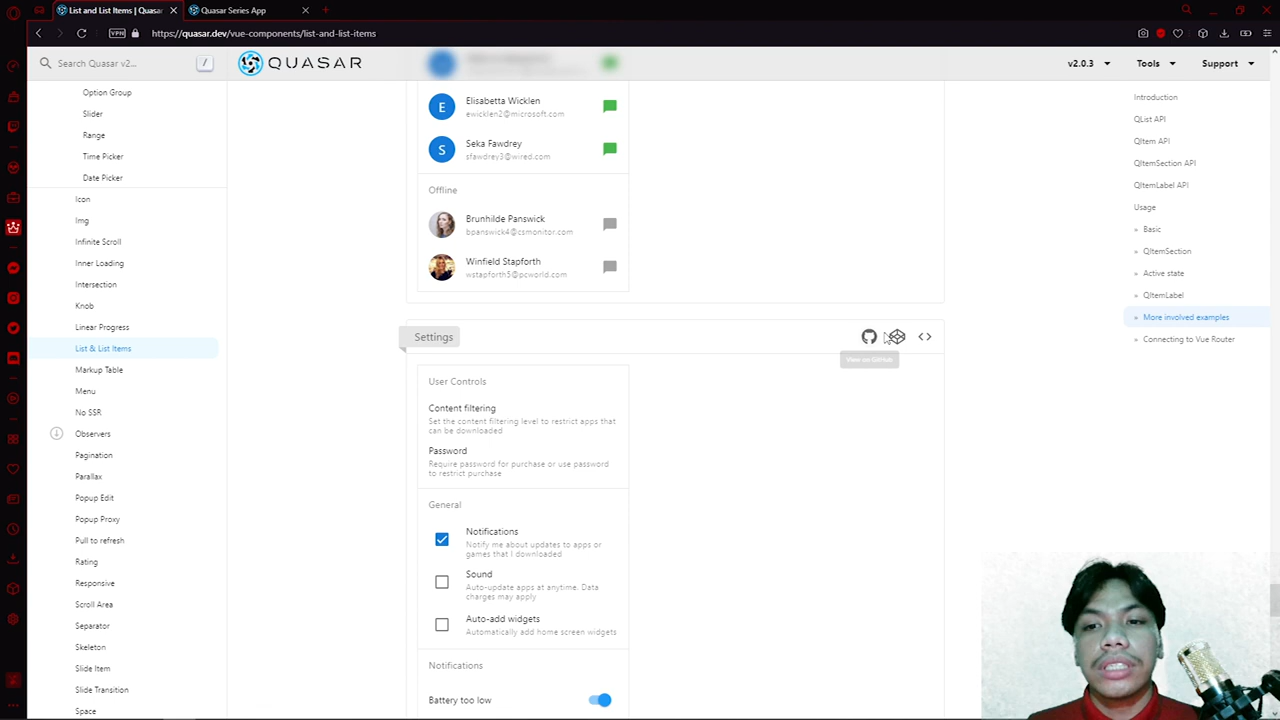 List and List Items | Quasar
Quasar Series App
VPN
https://quasar.dev/vue-components/list-and-list-items
Search Quasar v2...
/
QUASAR
v2.0.3
Tools
Support
Option Group
Slider
Range
Time Picker
Date Picker
Icon
Img
Infinite Scroll
Inner Loading
Intersection
Knob
Linear Progress
List & List Items
Markup Table
Menu
No SSR
Observers
Pagination
Parallax
Popup Edit
Popup Proxy
Pull to refresh
Rating
Responsive
Scroll Area
Separator
Skeleton
Slide Item
Slide Transition
Space
E
Elisabetta Wicklen
ewicklen2@microsoft.com
S
Seka Fawdrey
sfawdrey3@wired.com
Offline
Brunhilde Panswick
bpanswick4@csmonitor.com
Winfield Stapforth
wstapforth5@pcworld.com
Settings
View on GitHub
User Controls
Content filtering
Set the content filtering level to restrict apps that
can be downloaded
Password
Require password for purchase or use password
to restrict purchase
General
Notifications
Notify me about updates to apps or
games that I downloaded
Sound
Auto-update apps at anytime. Data
charges may apply
Auto-add widgets
Automatically add home screen widgets
Notifications
Battery too low
Introduction
QList API
QItem API
QItemSection API
QItemLabel API
Usage
» Basic
» QItemSection
» Active state
» QItemLabel
» More involved examples
» Connecting to Vue Router